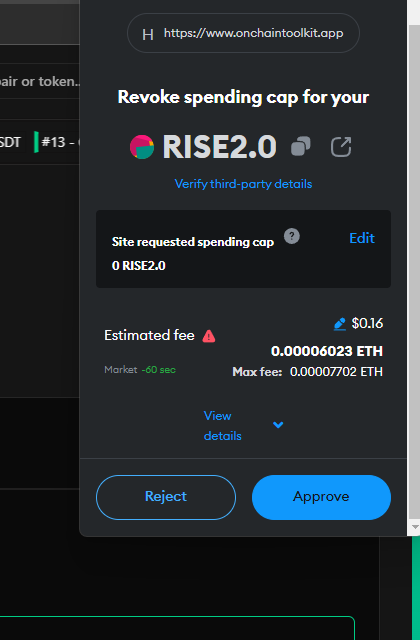 H https://www.onchaintoolkit.app
pair or token..
Revoke spending cap for your
RISE2.0
SDT #13 -
Verify third-party details
Site requested spending cap ? Edit
0 RISE2.0
$0.16
Estimated fee
0.00006023 ETH
Market -60 sec Max fee: 0.00007702 ETH
View
details
Reject Approve